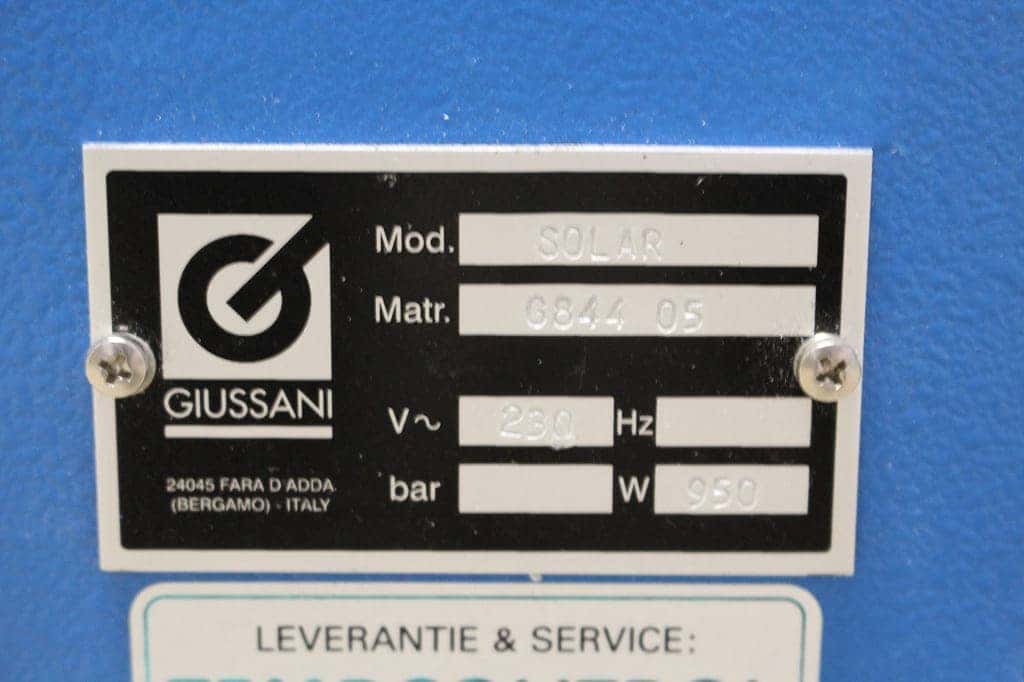 Mod. SOLAR
Matr. G844 05
GIUSSANI
V~ 230 Hz
bar W 950
24045 FARA D ADDA
(BERGAMO) - ITALY
LEVERANTIE & SERVICE: